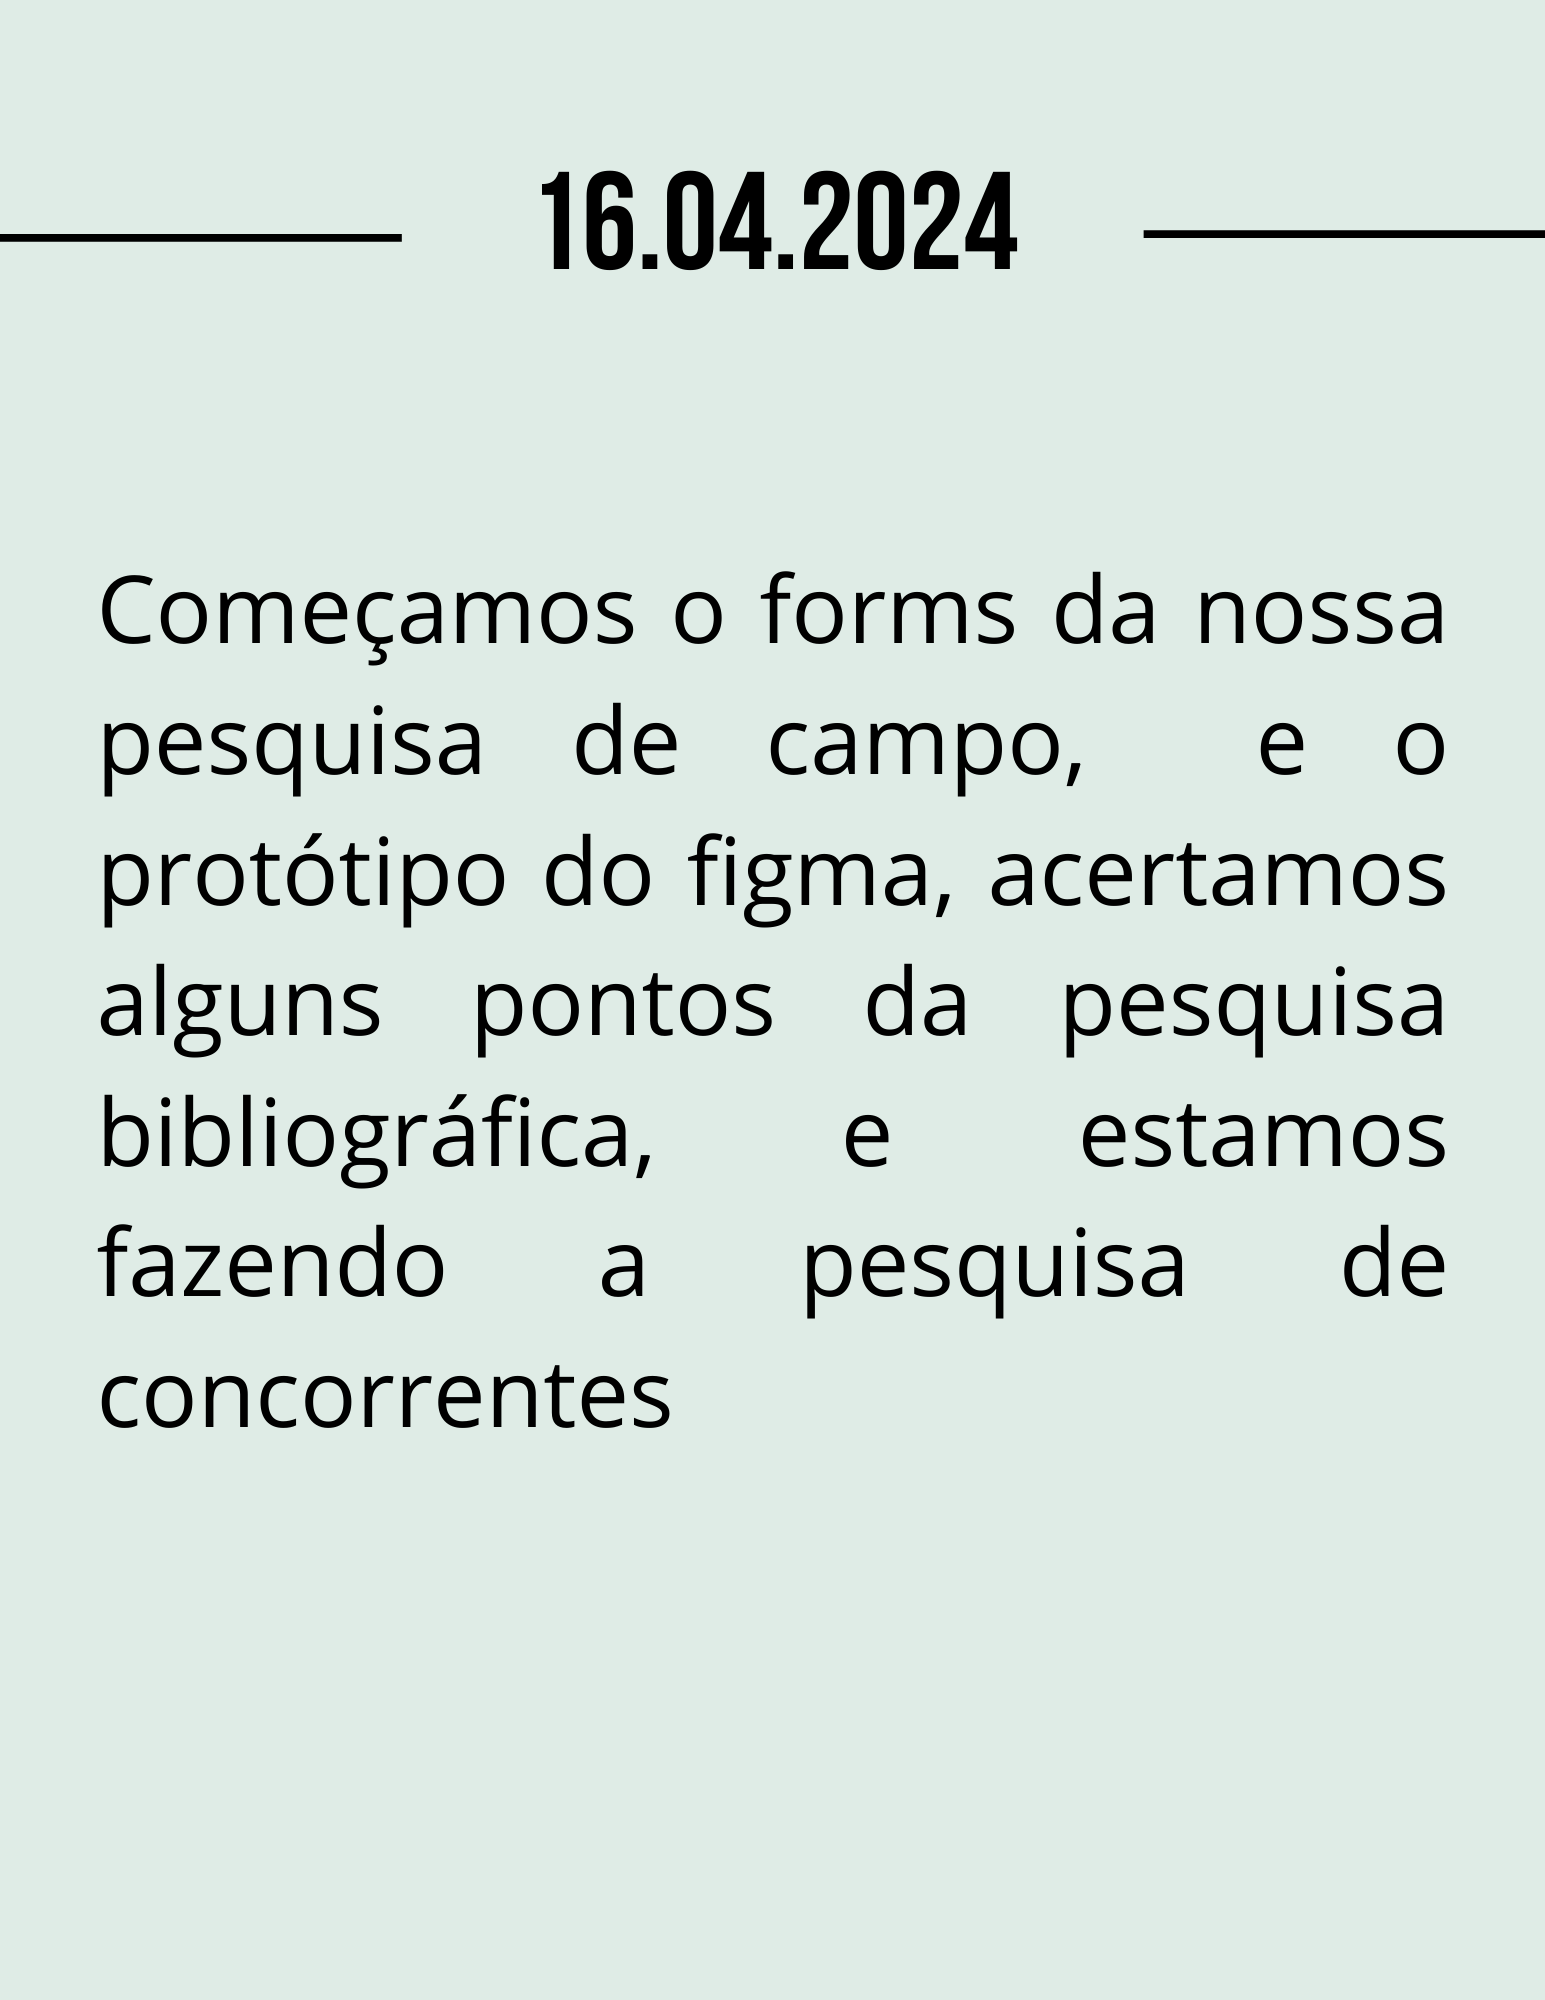 16.04.2024
Começamos o forms da nossa
pesquisa de campo, e o
protótipo do figma, acertamos
alguns pontos da pesquisa
bibliográfica, e estamos
fazendo a pesquisa de
concorrentes